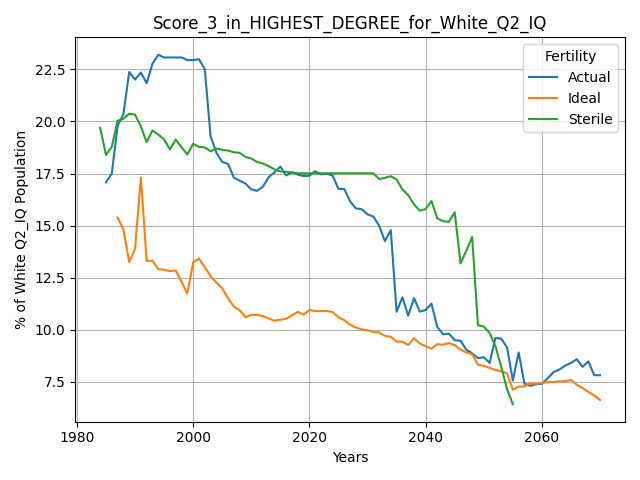 Score_3_in_HIGHEST_DEGREE_for_White_Q2_IQ
Fertility
Actual
Ideal
Sterile
% of White Q2_IQ Population
22.5
20.0
17.5
15.0
12.5
10.0
7.5
1980
2000
2020
2040
2060
Years